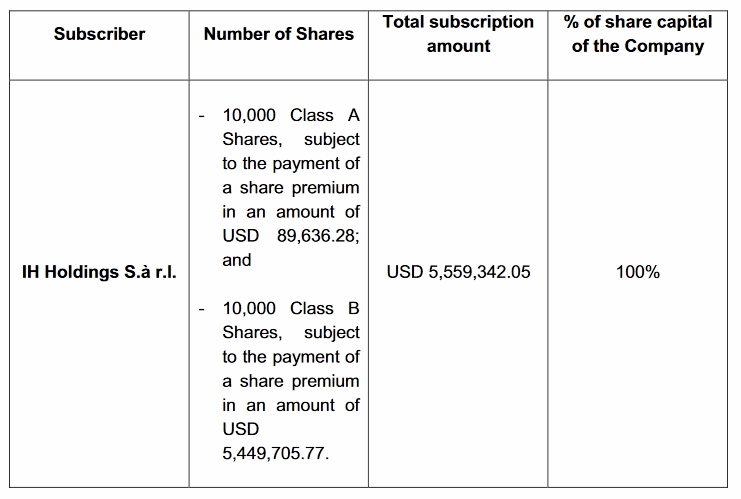 Subscriber
Number of Shares
Total subscription
amount
% of share capital
of the Company
IH Holdings S.à r.l.
- 10,000 Class A
Shares, subject
to the payment of
a share premium
in an amount of
USD 89,636.28;
and
- 10,000 Class B
Shares, subject
to the payment of
a share premium
in an amount of
USD
5,449,705.77.
USD 5,559,342.05
100%